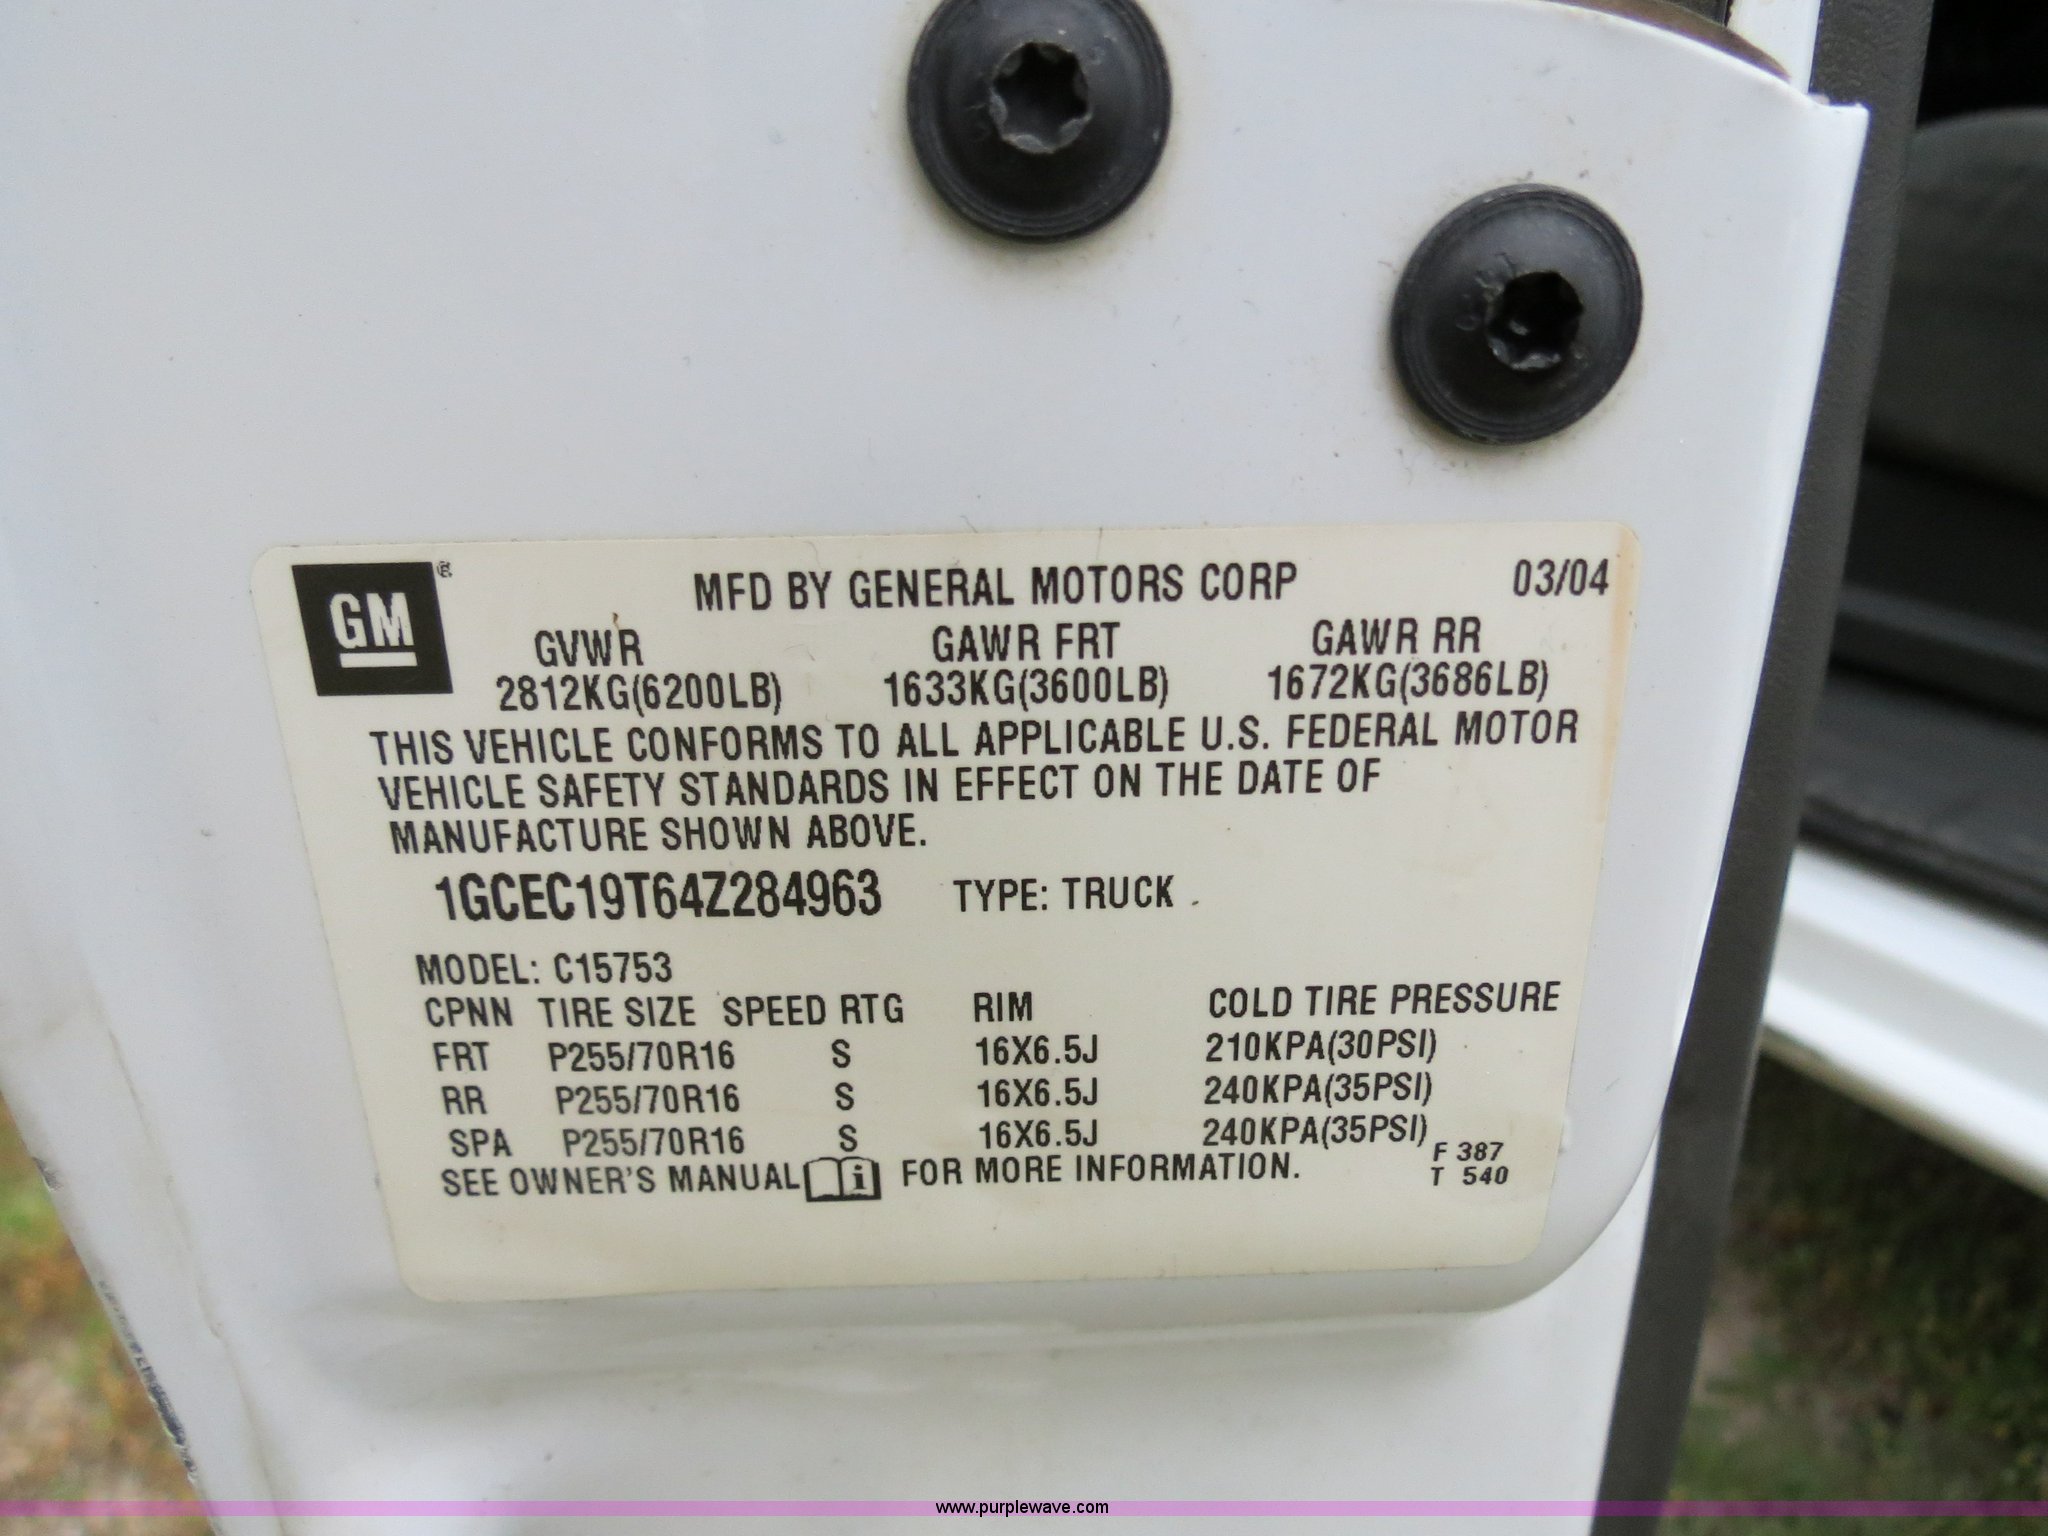 GM ®
MFD BY GENERAL MOTORS CORP 03/04
GVWR GAWR FRT GAWR RR
2812KG(6200LB) 1633KG(3600LB) 1672KG(3686LB)
THIS VEHICLE CONFORMS TO ALL APPLICABLE U.S. FEDERAL MOTOR
VEHICLE SAFETY STANDARDS IN EFFECT ON THE DATE OF
MANUFACTURE SHOWN ABOVE.
1GCEC19T64Z284963 TYPE: TRUCK
MODEL: C15753
CPNN TIRE SIZE SPEED RTG RIM COLD TIRE PRESSURE
FRT P255/70R16 S 16X6.5J 210KPA(30PSI)
RR P255/70R16 S 16X6.5J 240KPA(35PSI)
SPA P255/70R16 S 16X6.5J 240KPA(35PSI)
F 387
SEE OWNER'S MANUAL i FOR MORE INFORMATION. T 540
www.purplewave.com